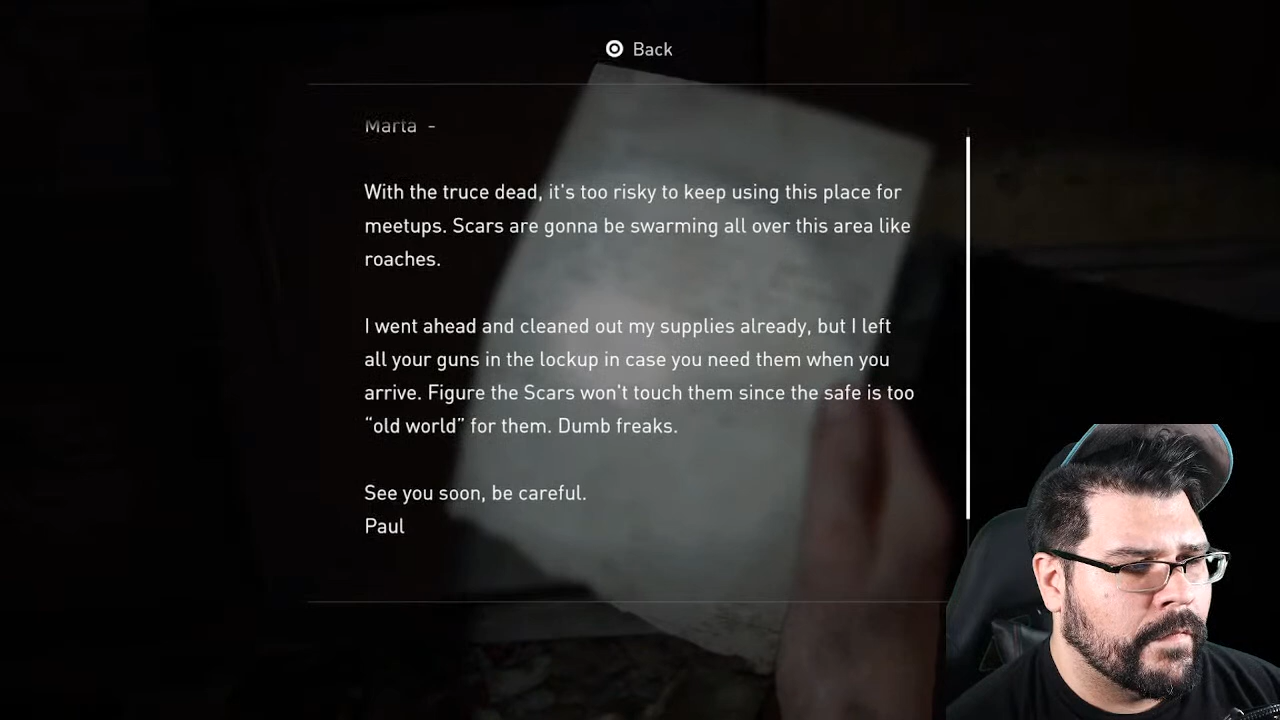 Back
Marta -
With the truce dead, it's too risky to keep using this place for
meetups. Scars are gonna be swarming all over this area like
roaches.
I went ahead and cleaned out my supplies already, but I left
all your guns in the lockup in case you need them when you
arrive. Figure the Scars won't touch them since the safe is too
“old world” for them. Dumb freaks.
See you soon, be careful.
Paul